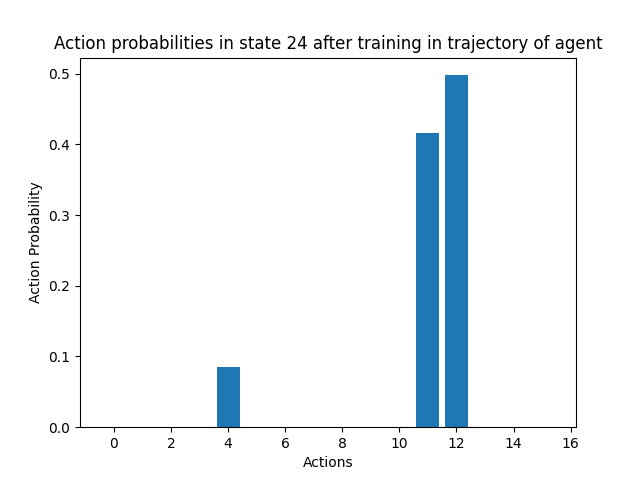 Action probabilities in state 24 after training in trajectory of agent
0.5
0.4
0.3
0.2
0.1
0.0
Action Probability
0 2 4 6 8 10 12 14 16
Actions